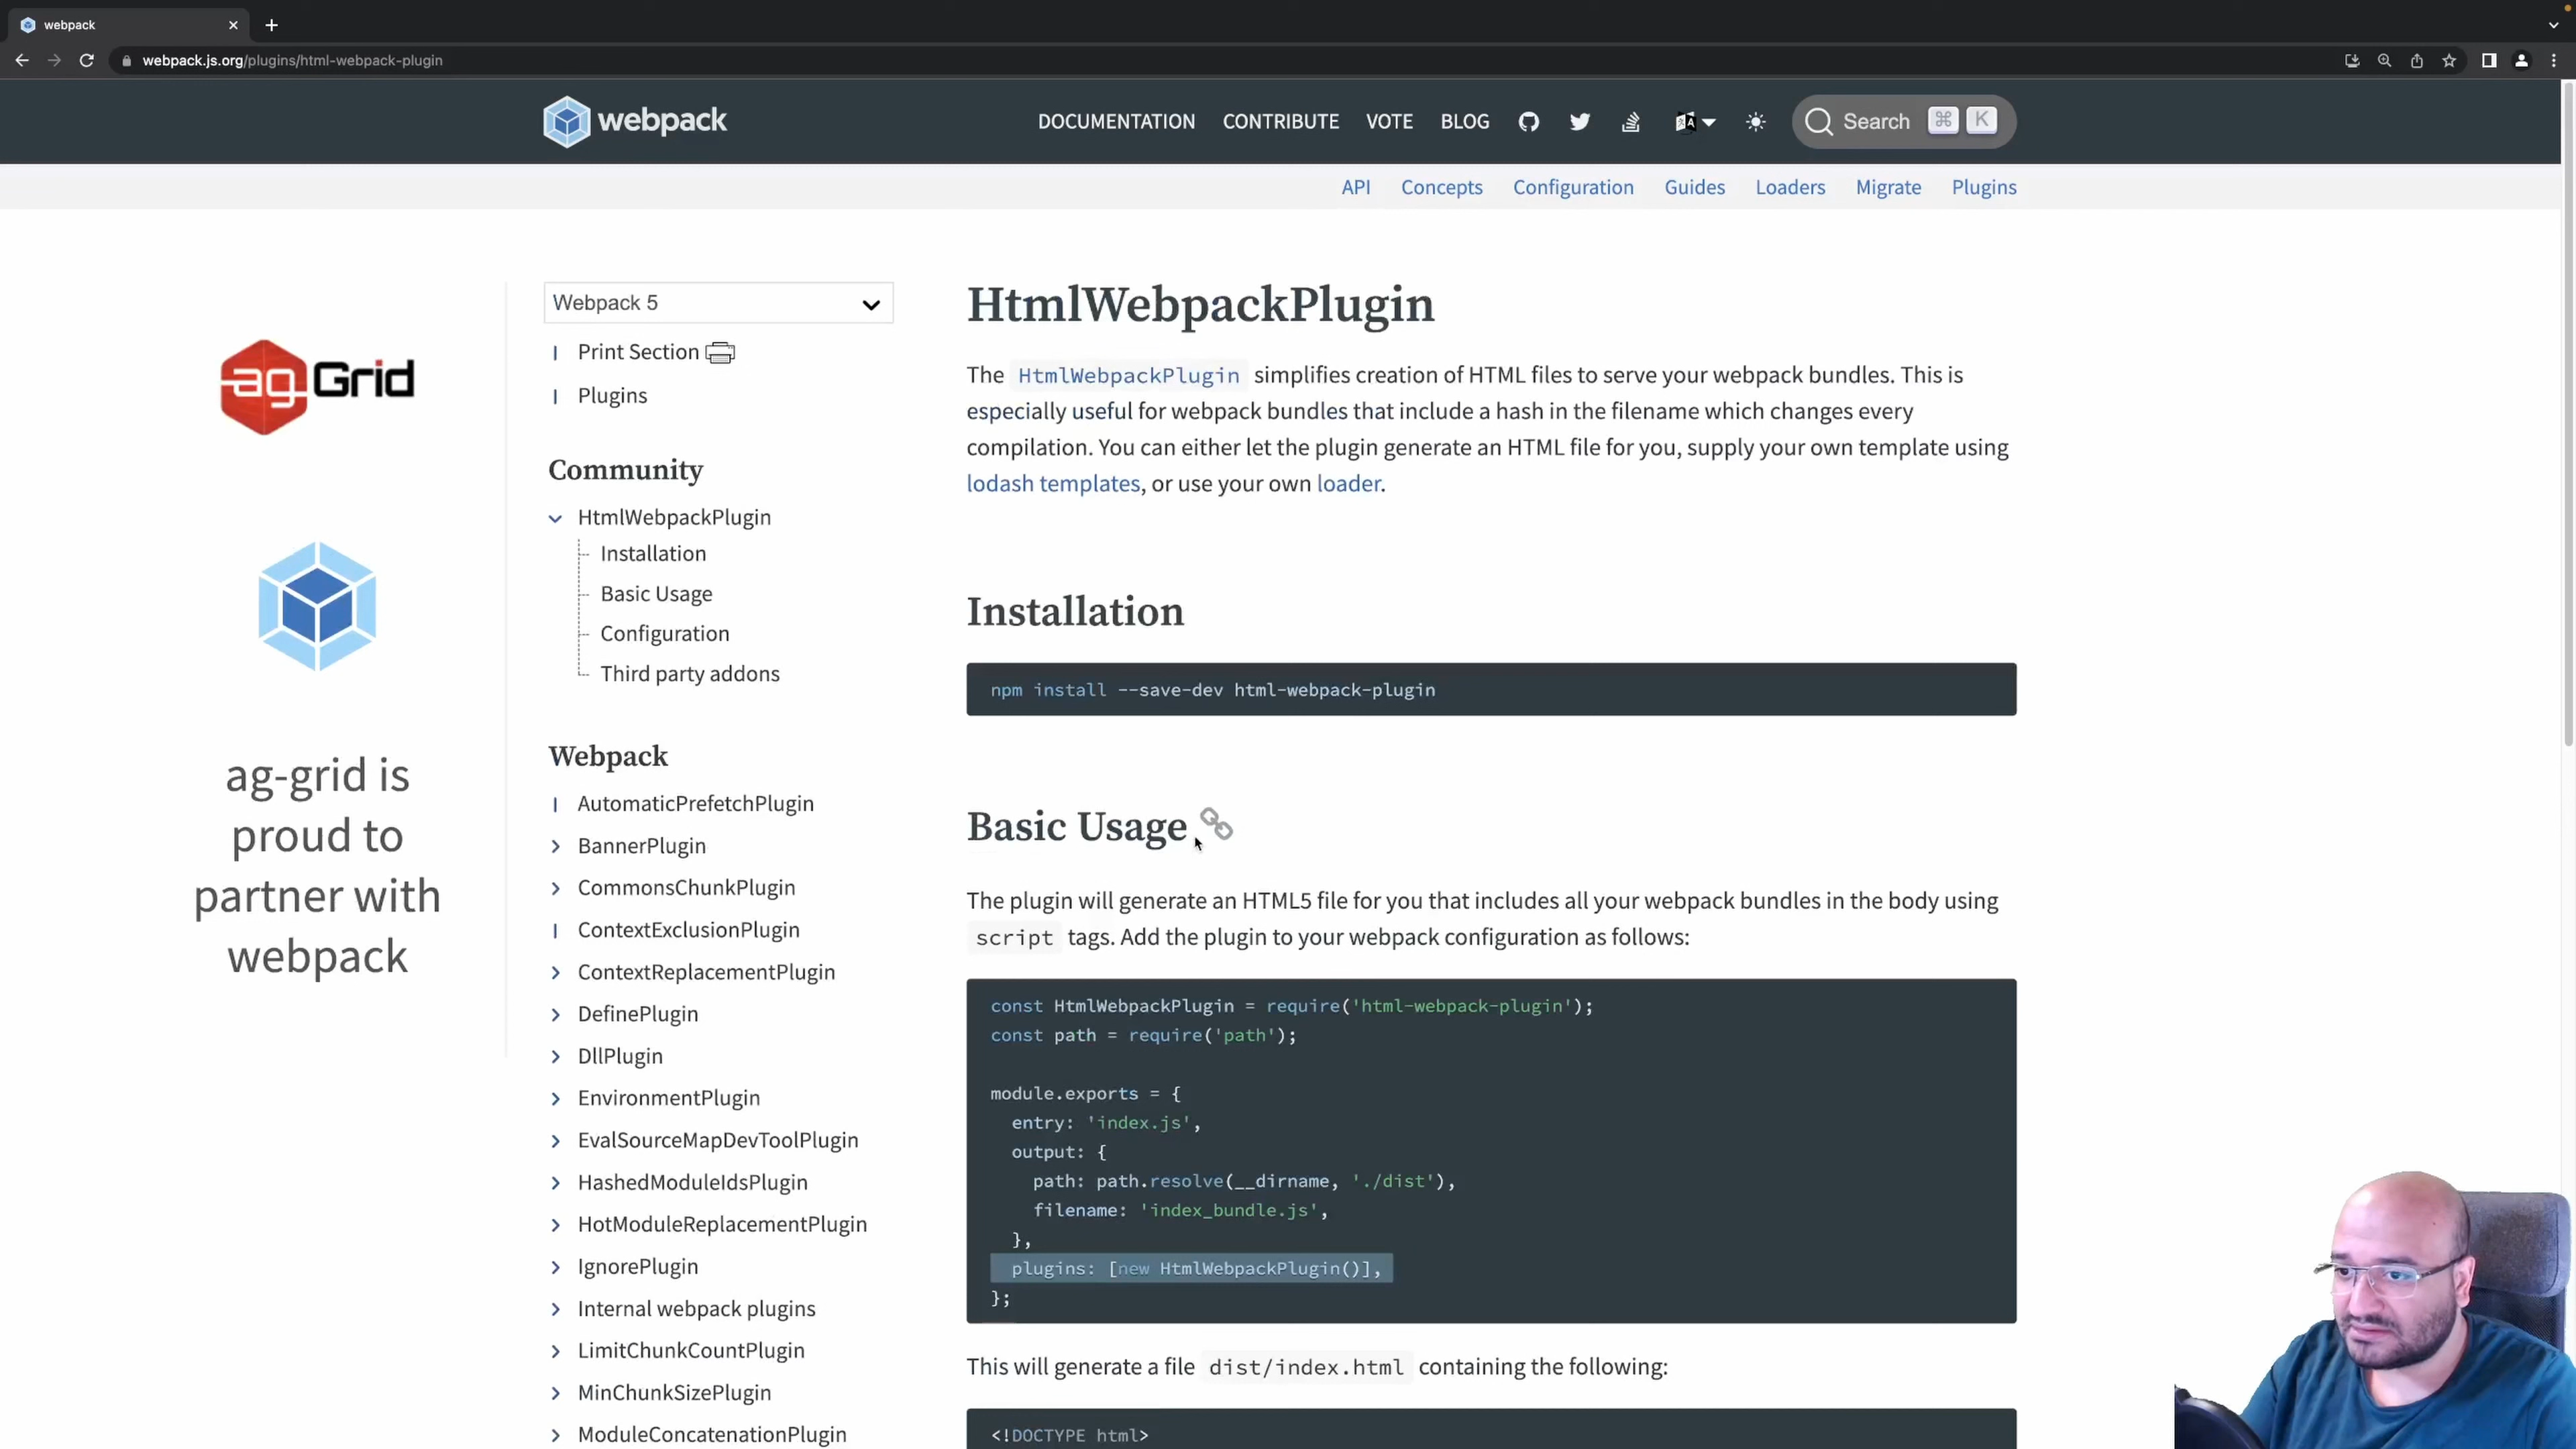 webpack
webpack.js.org/plugins/html-webpack-plugin
webpack
DOCUMENTATION CONTRIBUTE VOTE BLOG Search ⌘ K
API Concepts Configuration Guides Loaders Migrate Plugins
ag Grid
ag-grid is
proud to
partner with
webpack
Webpack 5
Print Section
Plugins
Community
HtmlWebpackPlugin
Installation
Basic Usage
Configuration
Third party addons
Webpack
AutomaticPrefetchPlugin
BannerPlugin
CommonsChunkPlugin
ContextExclusionPlugin
ContextReplacementPlugin
DefinePlugin
DllPlugin
EnvironmentPlugin
EvalSourceMapDevToolPlugin
HashedModuleIdsPlugin
HotModuleReplacementPlugin
IgnorePlugin
Internal webpack plugins
LimitChunkCountPlugin
MinChunkSizePlugin
ModuleConcatenationPlugin
HtmlWebpackPlugin
The HtmlWebpackPlugin simplifies creation of HTML files to serve your webpack bundles. This is
especially useful for webpack bundles that include a hash in the filename which changes every
compilation. You can either let the plugin generate an HTML file for you, supply your own template using
lodash templates, or use your own loader.
Installation
npm install --save-dev html-webpack-plugin
Basic Usage
The plugin will generate an HTML5 file for you that includes all your webpack bundles in the body using
script tags. Add the plugin to your webpack configuration as follows:
const HtmlWebpackPlugin = require('html-webpack-plugin');
const path = require('path');
module.exports = {
entry: 'index.js',
output: {
path: path.resolve(__dirname, './dist'),
filename: 'index_bundle.js',
},
plugins: [new HtmlWebpackPlugin()],
};
This will generate a file dist/index.html containing the following:
<!DOCTYPE html>